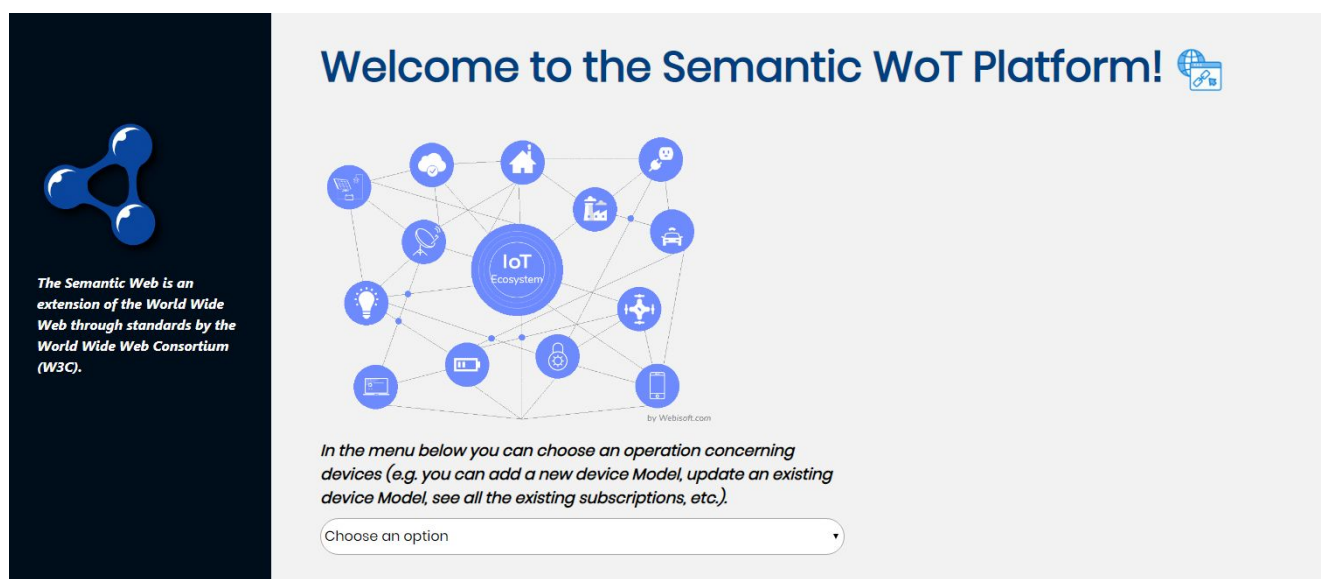 Welcome to the Semantic WoT Platform!
The Semantic Web is an
extension of the World Wide
Web through standards by the
World Wide Web Consortium
(W3C).
IoT
Ecosystem
by Webisoft.com
In the menu below you can choose an operation concerning
devices (e.g. you can add a new device Model, update an existing
device Model, see all the existing subscriptions, etc.).
Choose an option